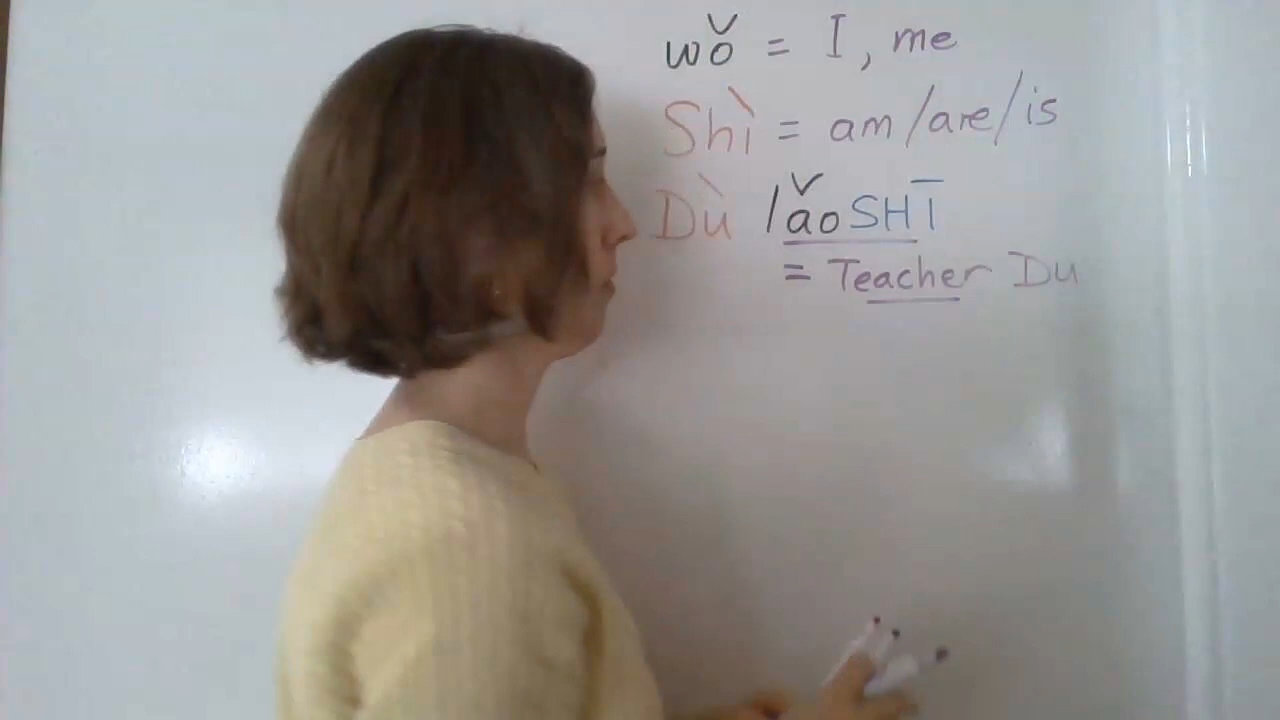 wǒ = I, me
Shì = am/are/is
Dù lǎoSHĪ
= Teacher Du